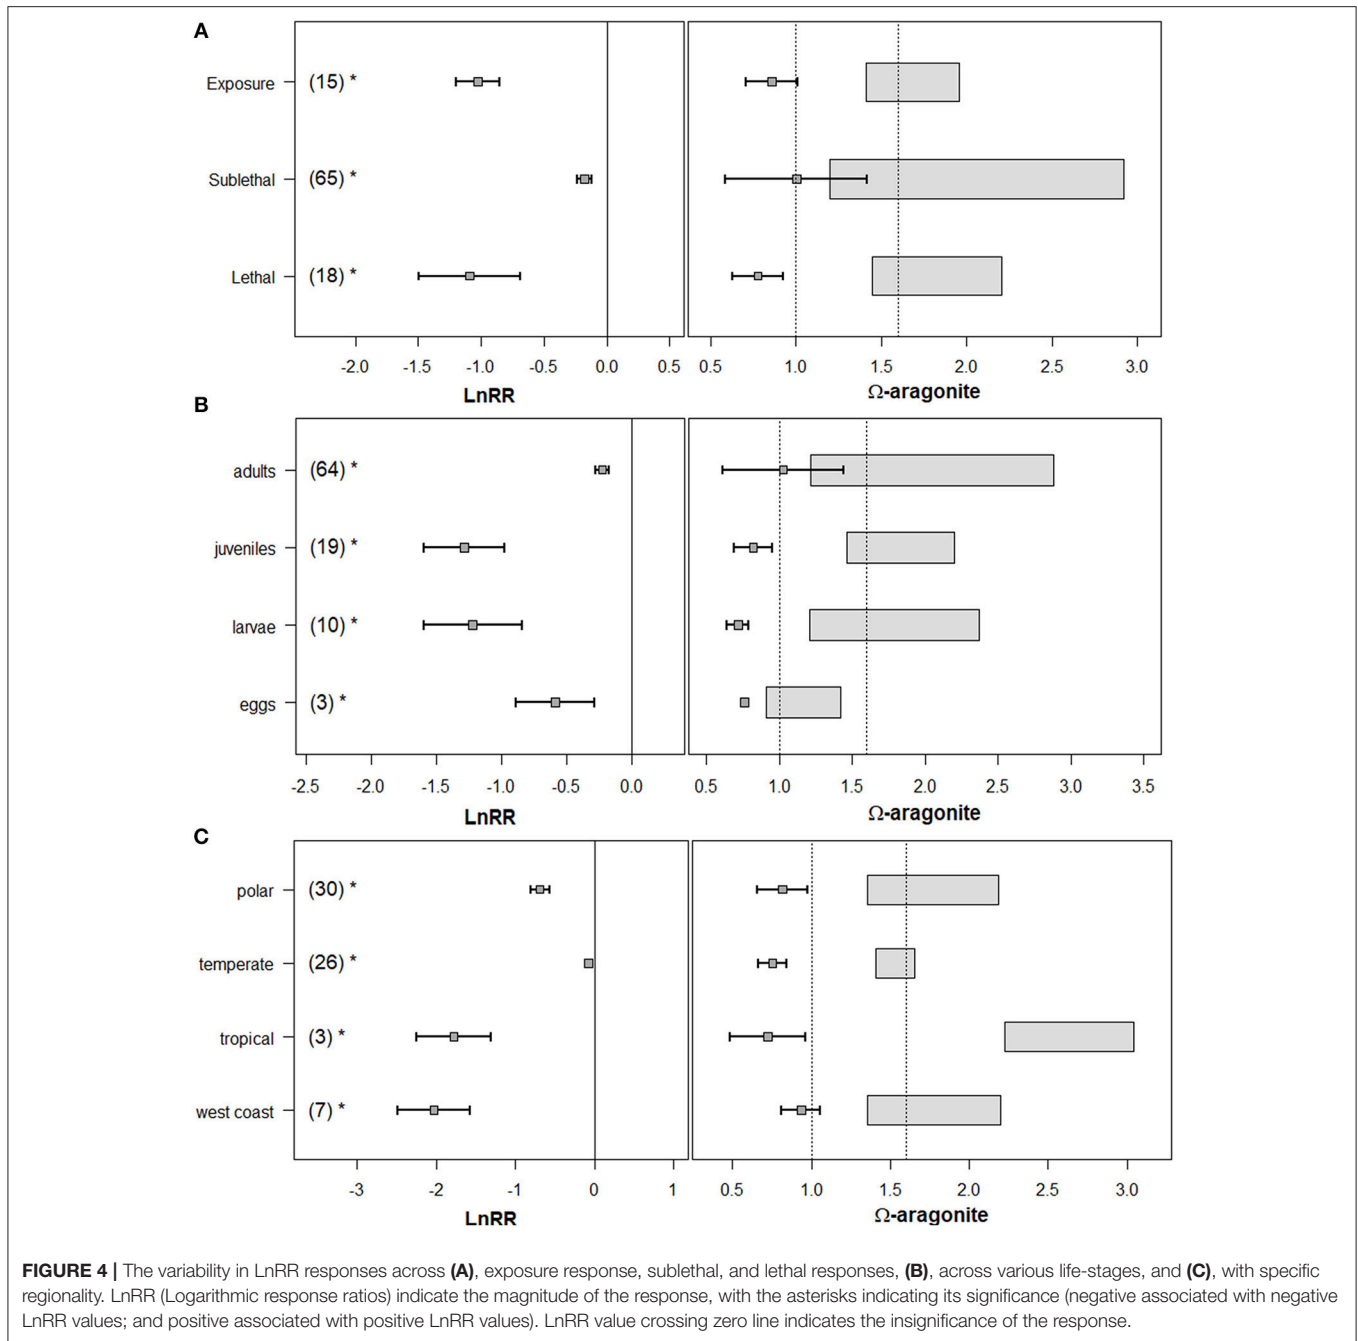 A
Exposure (15) *
Sublethal (65) *
Lethal (18) *
-2.0 -1.5 -1.0 -0.5 0.0 0.5 0.5 1.0 1.5 2.0 2.5 3.0
LnRR Ω-aragonite
B
adults (64) *
juveniles (19) *
larvae (10) *
eggs (3) *
-2.5 -2.0 -1.5 -1.0 -0.5 0.0 0.5 1.0 1.5 2.0 2.5 3.0 3.5
LnRR Ω-aragonite
C
polar (30) *
temperate (26) *
tropical (3) *
west coast (7) *
-3 -2 -1 0 1 0.5 1.0 1.5 2.0 2.5 3.0
LnRR Ω-aragonite
FIGURE 4 | The variability in LnRR responses across (A), exposure response, sublethal, and lethal responses, (B), across various life-stages, and (C), with specific
regionality. LnRR (Logarithmic response ratios) indicate the magnitude of the response, with the asterisks indicating its significance (negative associated with negative
LnRR values; and positive associated with positive LnRR values). LnRR value crossing zero line indicates the insignificance of the response.